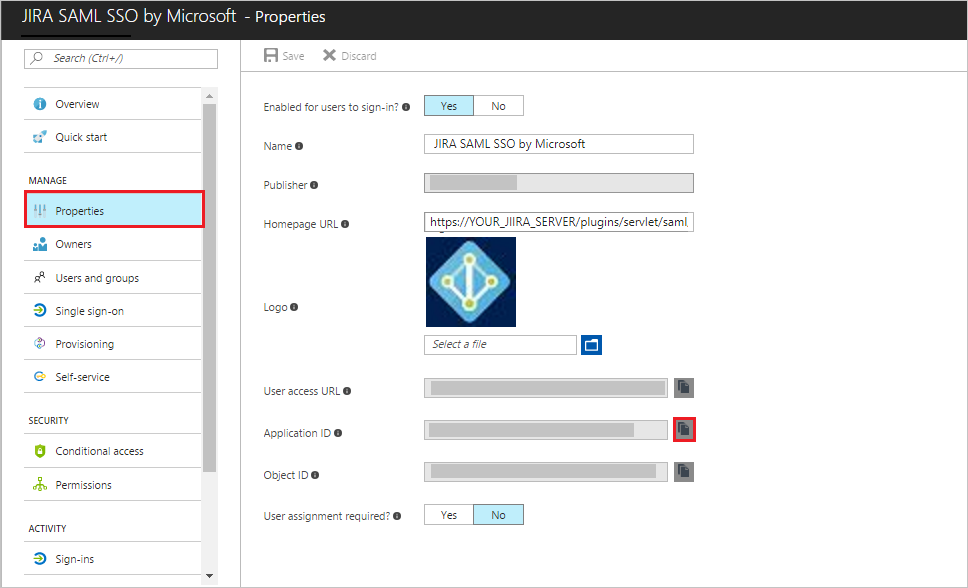 JIRA SAML SSO by Microsoft - Properties
Search (Ctrl+/)
Overview
Quick start
MANAGE
Properties
Owners
Users and groups
Single sign-on
Provisioning
Self-service
SECURITY
Conditional access
Permissions
ACTIVITY
Sign-ins
Save Discard
Enabled for users to sign-in? Yes No
Name JIRA SAML SSO by Microsoft
Publisher
Homepage URL https://YOUR_JIIRA_SERVER/plugins/servlet/saml,
Logo
Select a file
User access URL
Application ID
Object ID
User assignment required? Yes No